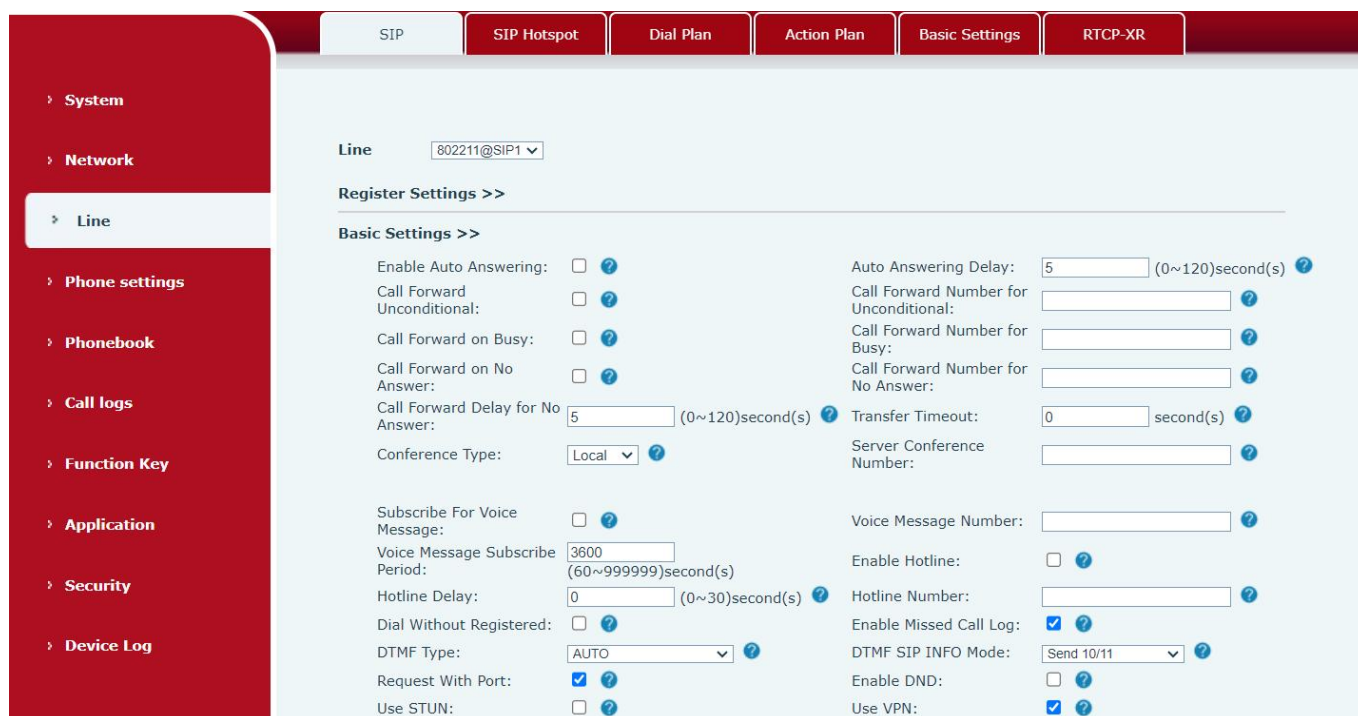 SIP
SIP Hotspot
Dial Plan
Action Plan
Basic Settings
RTCP-XR
System
Network
Line
Phone settings
Phonebook
Call logs
Function Key
Application
Security
Device Log
Line 802211@SIP1
Register Settings >>
Basic Settings >>
Enable Auto Answering:
Auto Answering Delay: 5 (0~120)second(s)
Call Forward
Unconditional:
Call Forward Number for
Unconditional:
Call Forward on Busy:
Call Forward Number for
Busy:
Call Forward on No
Answer:
Call Forward Number for
No Answer:
Call Forward Delay for No
Answer: 5 (0~120)second(s)
Transfer Timeout: 0 second(s)
Conference Type: Local
Server Conference
Number:
Subscribe For Voice
Message:
Voice Message Number:
Voice Message Subscribe
Period: 3600
(60~999999)second(s)
Enable Hotline:
Hotline Delay: 0 (0~30)second(s)
Hotline Number:
Dial Without Registered:
Enable Missed Call Log:
DTMF Type: AUTO
DTMF SIP INFO Mode: Send 10/11
Request With Port:
Enable DND:
Use STUN:
Use VPN: